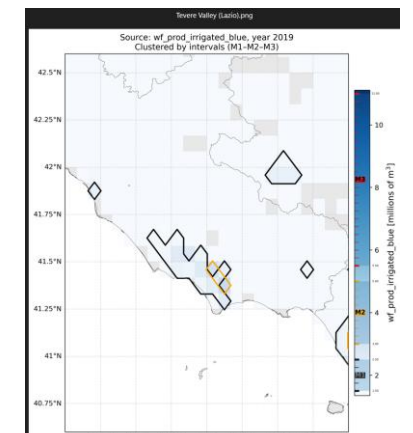 Tevere Valley (Lazio).png
Source: wf_prod_irrigated_blue, year 2019
Clustered by intervals (M1–M2–M3)
42.5°N
42.25°N
42°N
41.75°N
41.5°N
41.25°N
41°N
40.75°N
10
M3
8
6
M2
4
2
wf_prod_irrigated_blue [millions of m³]